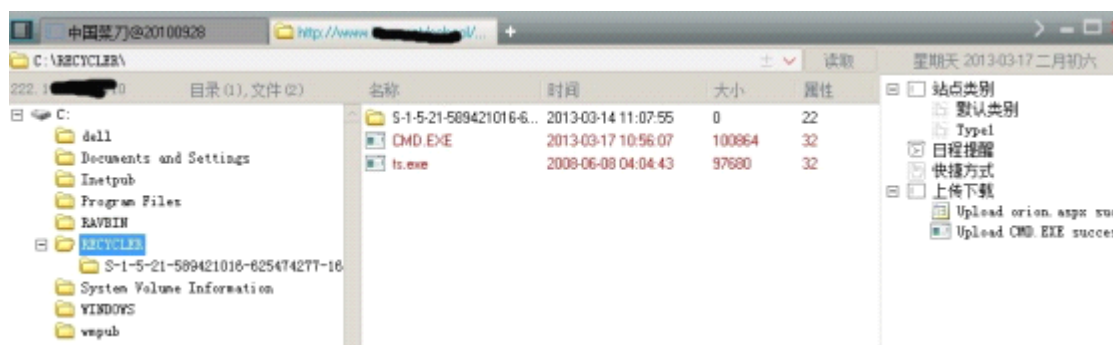 中国菜刀@20100928 http://www. +
C:\RECYCLER\ 读取 星期天 2013-03-17 二月初六
目录(1),文件(2) 名称 时间 大小 属性
C:
dell
Documents and Settings
Inetpub
Program Files
RAVBIN
RECYCLER
S-1-5-21-589421016-625474277-16
System Volume Information
WINDOWS
wmpub
S-1-5-21-589421016-6... 2013-03-14 11:07:55 0 22
CMD.EXE 2013-03-17 10:56:07 100864 32
ts.exe 2008-06-08 04:04:43 97680 32
站点类别
默认类别
Type1
日程提醒
快捷方式
上传下载
Upload orion.aspx suc
Upload CMD.EXE succes